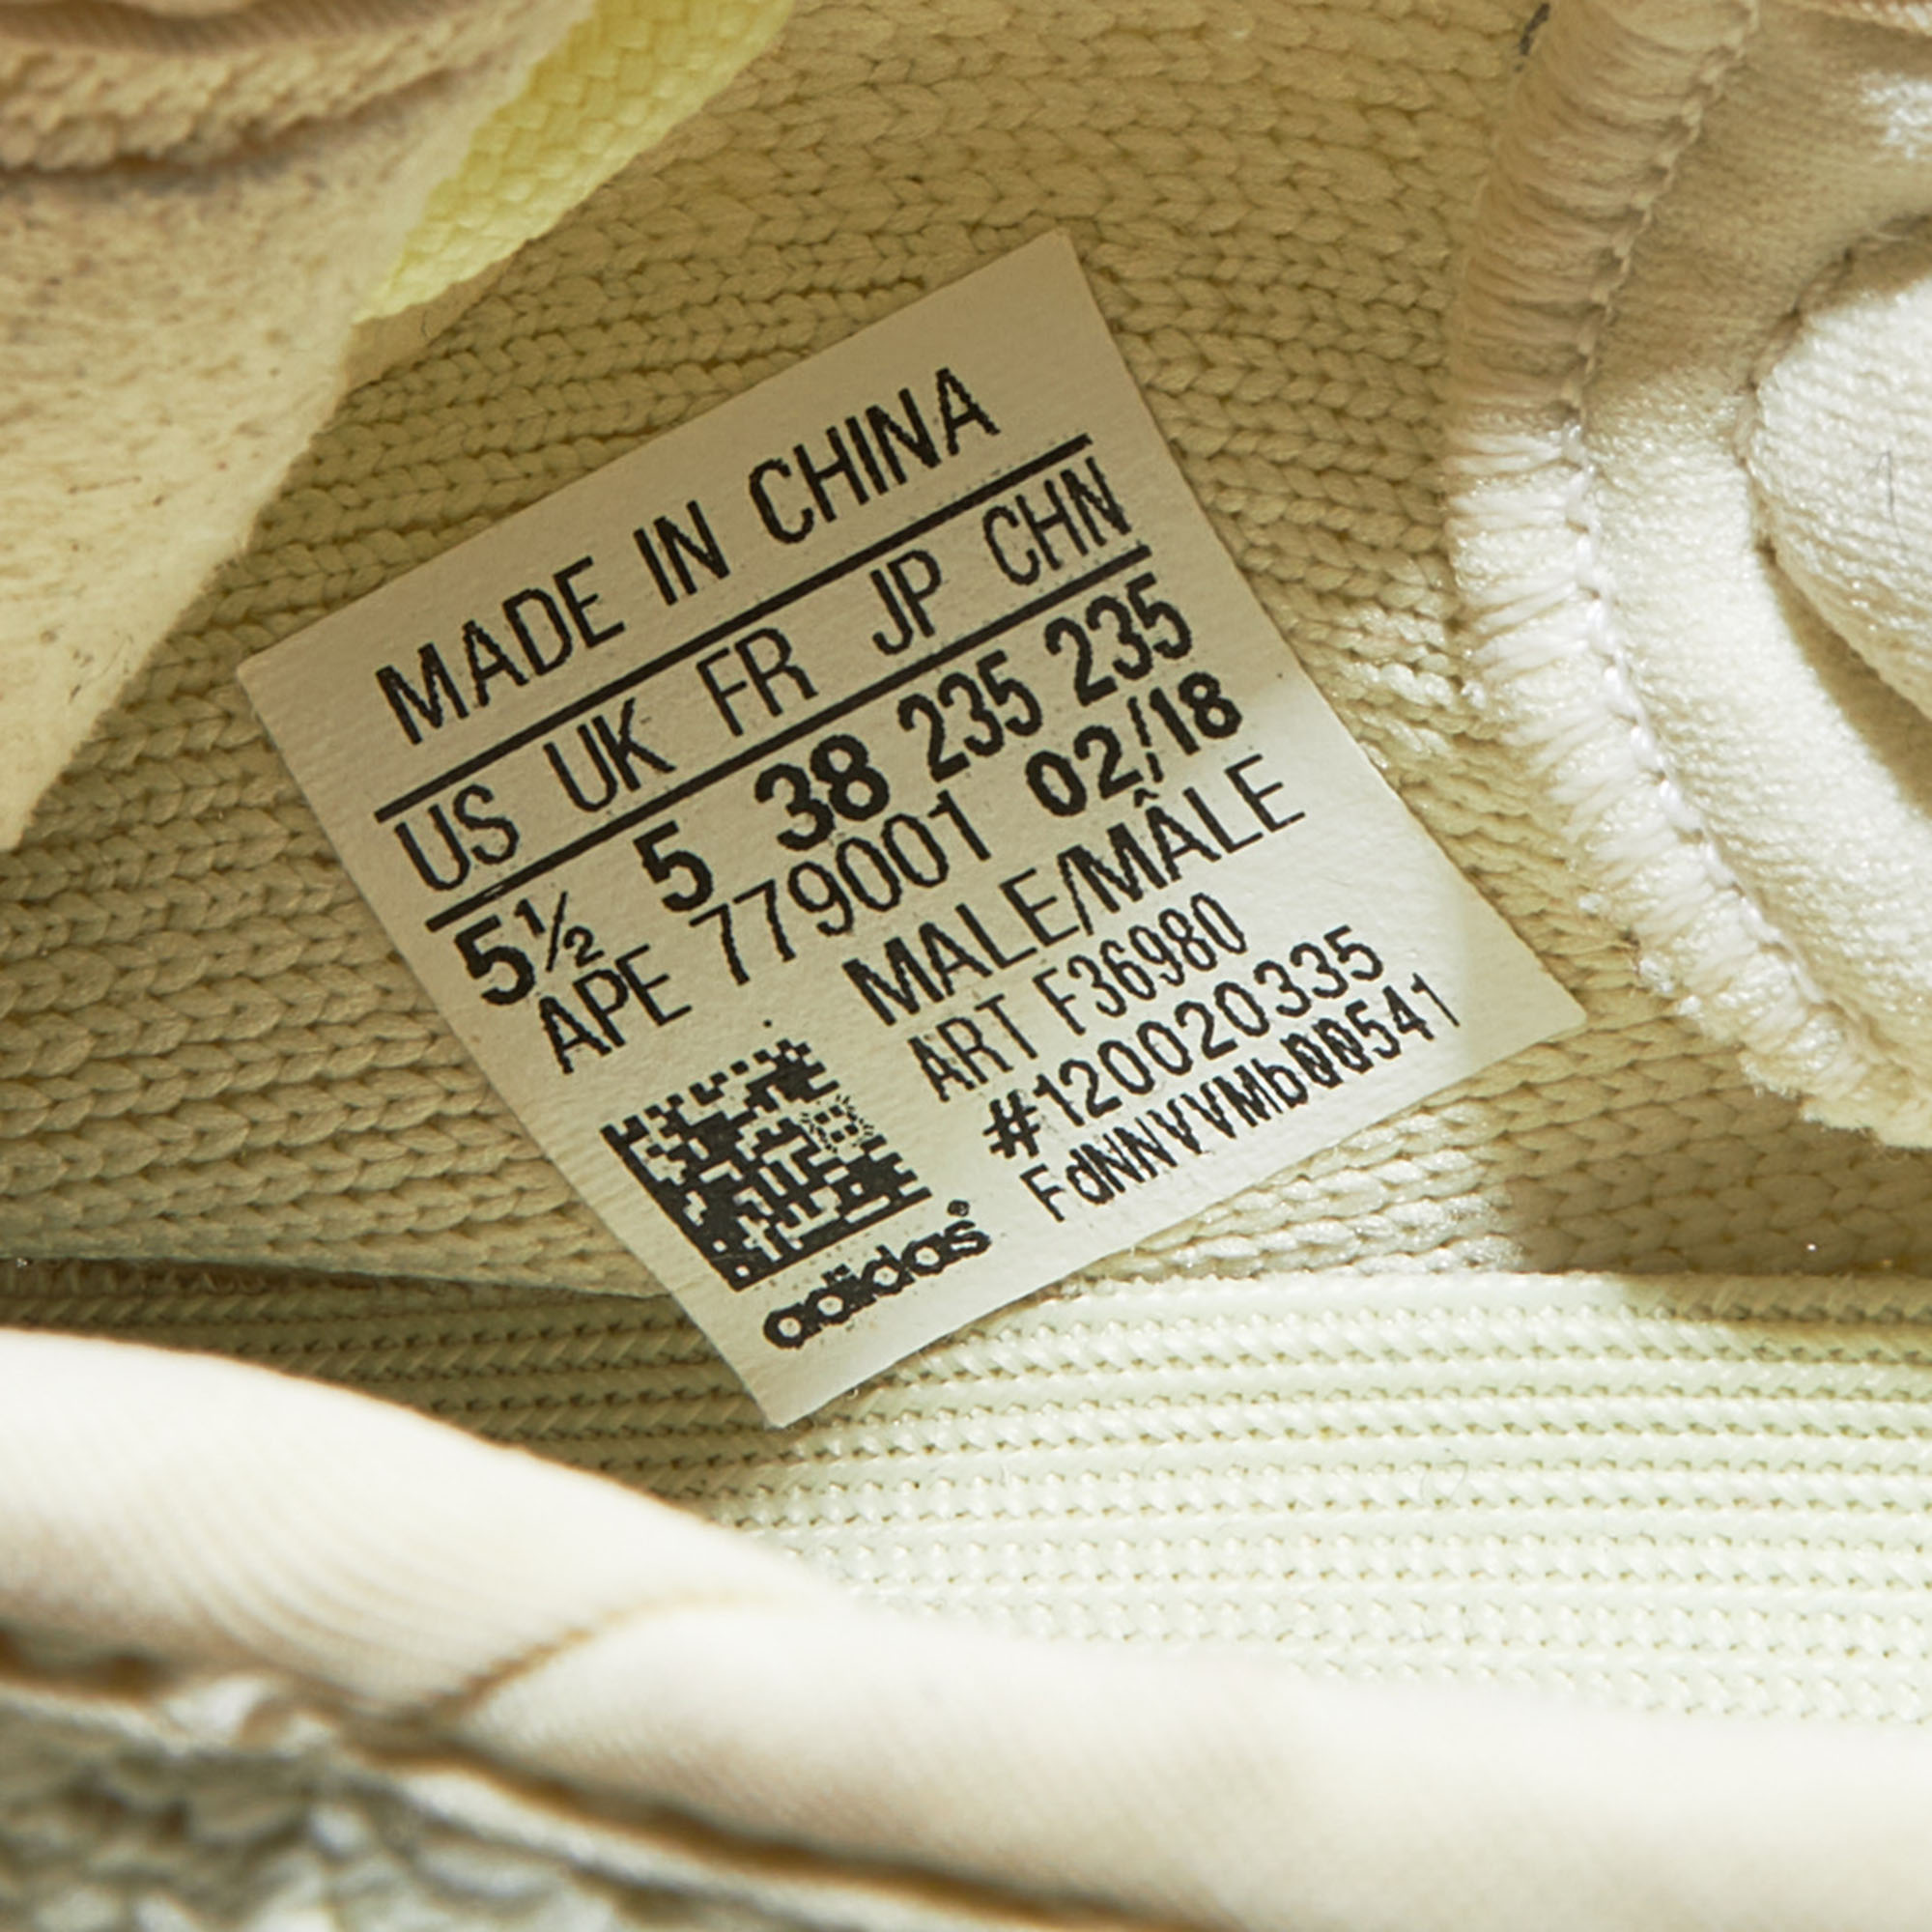 MADE IN CHINA
US UK FR JP CHN
5½ 5 38 235 235
APE 779001 02/18
MALE/MÂLE
ART F36980
#120020335
FdNNVVMb00541
adidas®